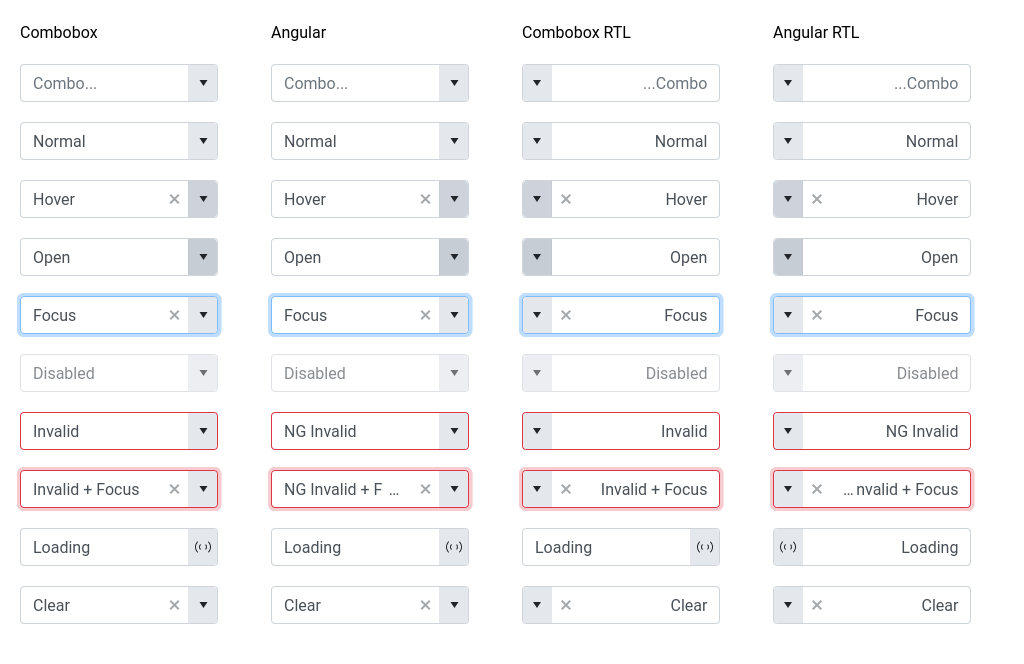 Combobox Angular Combobox RTL Angular RTL
Combo... Combo... ...Combo ...Combo
Normal Normal Normal Normal
Hover Hover Hover Hover
Open Open Open Open
Focus Focus Focus Focus
Disabled Disabled Disabled Disabled
Invalid NG Invalid Invalid NG Invalid
Invalid + Focus NG Invalid + F ... Invalid + Focus ... nvalid + Focus
Loading Loading Loading Loading
Clear Clear Clear Clear